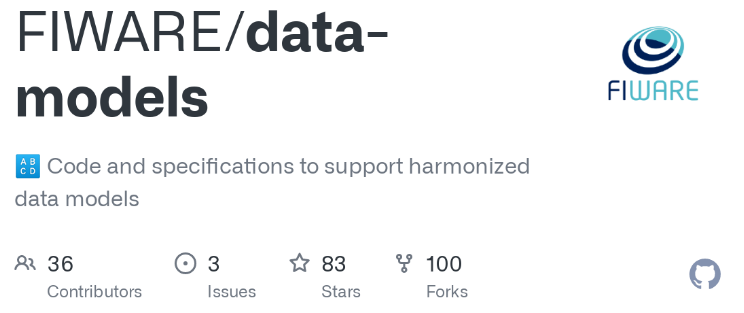 FIWARE/data-
models
FIWARE
🔠 Code and specifications to support harmonized
data models
36
Contributors
3
Issues
83
Stars
100
Forks